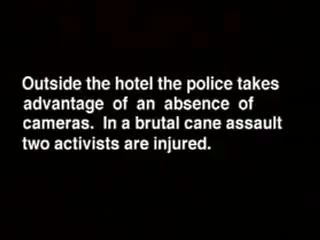 Outside the hotel the police takes
advantage of an absence of
cameras. In a brutal cane assault
two activists are injured.